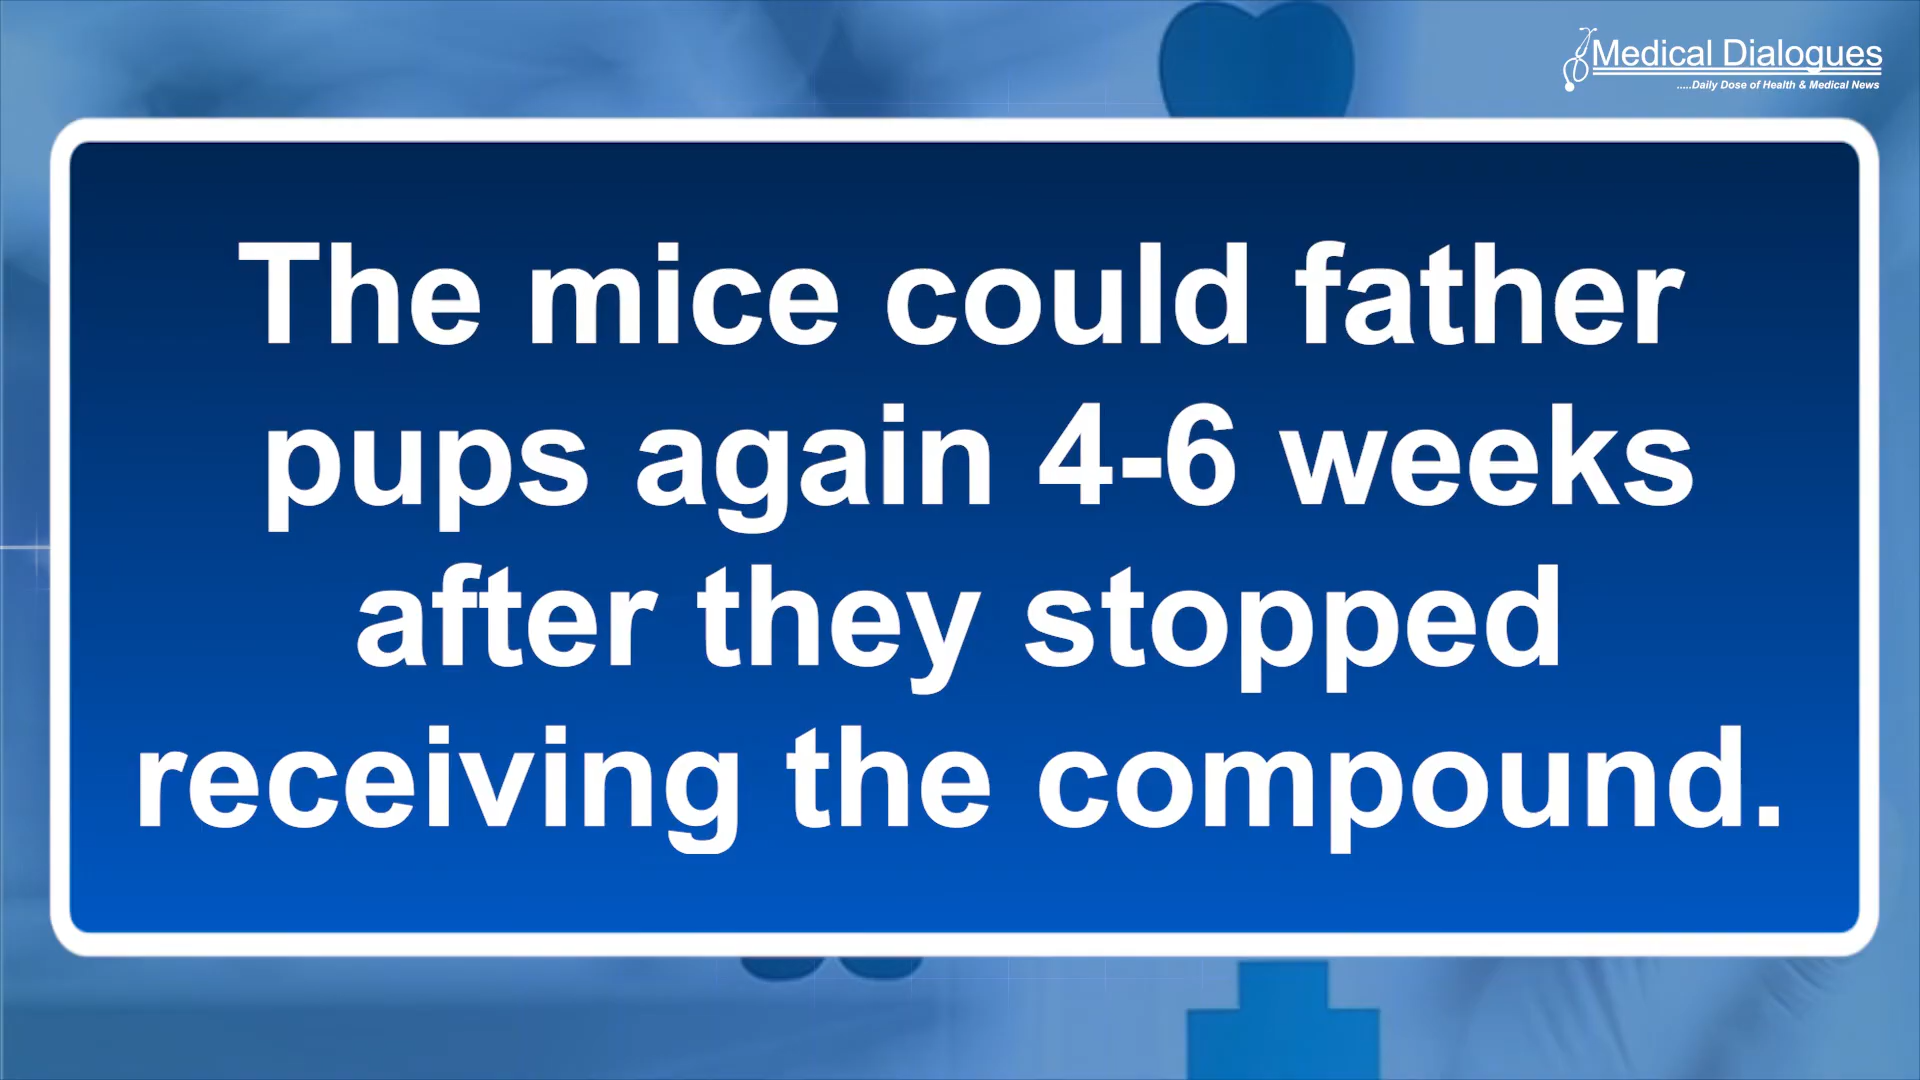 Medical Dialogues
.....Daily Dose of Health & Medical News
The mice could father
pups again 4-6 weeks
after they stopped
receiving the compound.